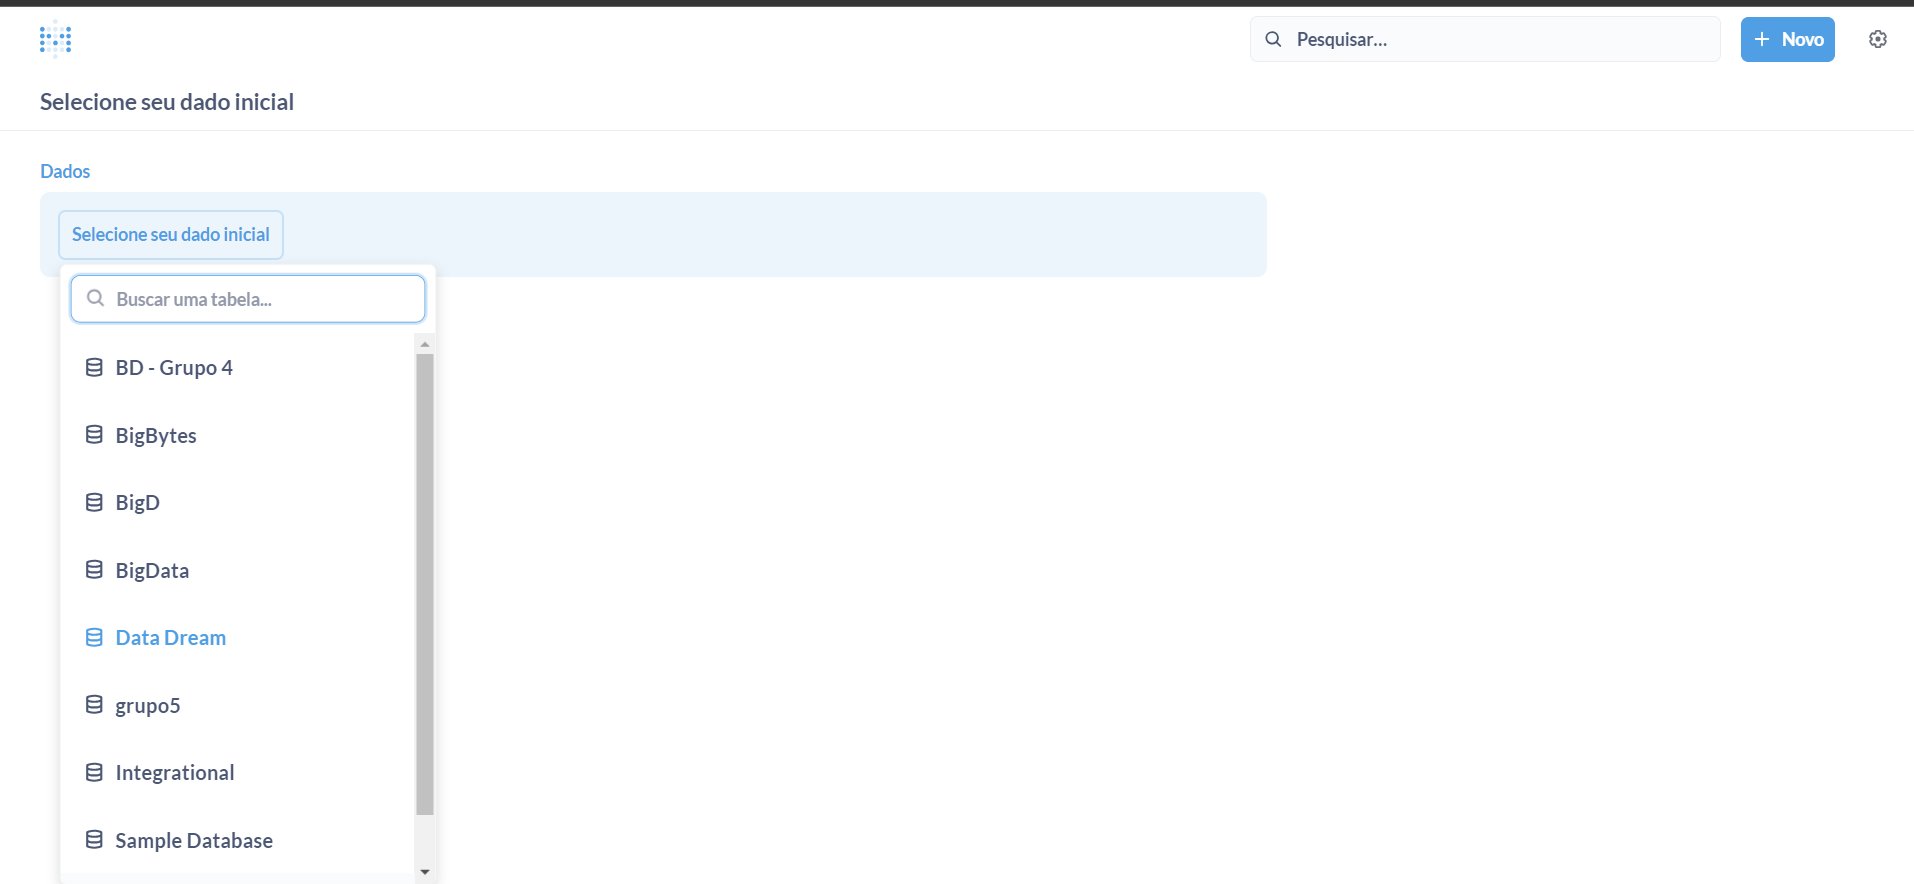 Pesquisar...
+ Novo
Selecione seu dado inicial
Dados
Selecione seu dado inicial
Buscar uma tabela...
BD - Grupo 4
BigBytes
BigD
BigData
Data Dream
grupo5
Integrational
Sample Database